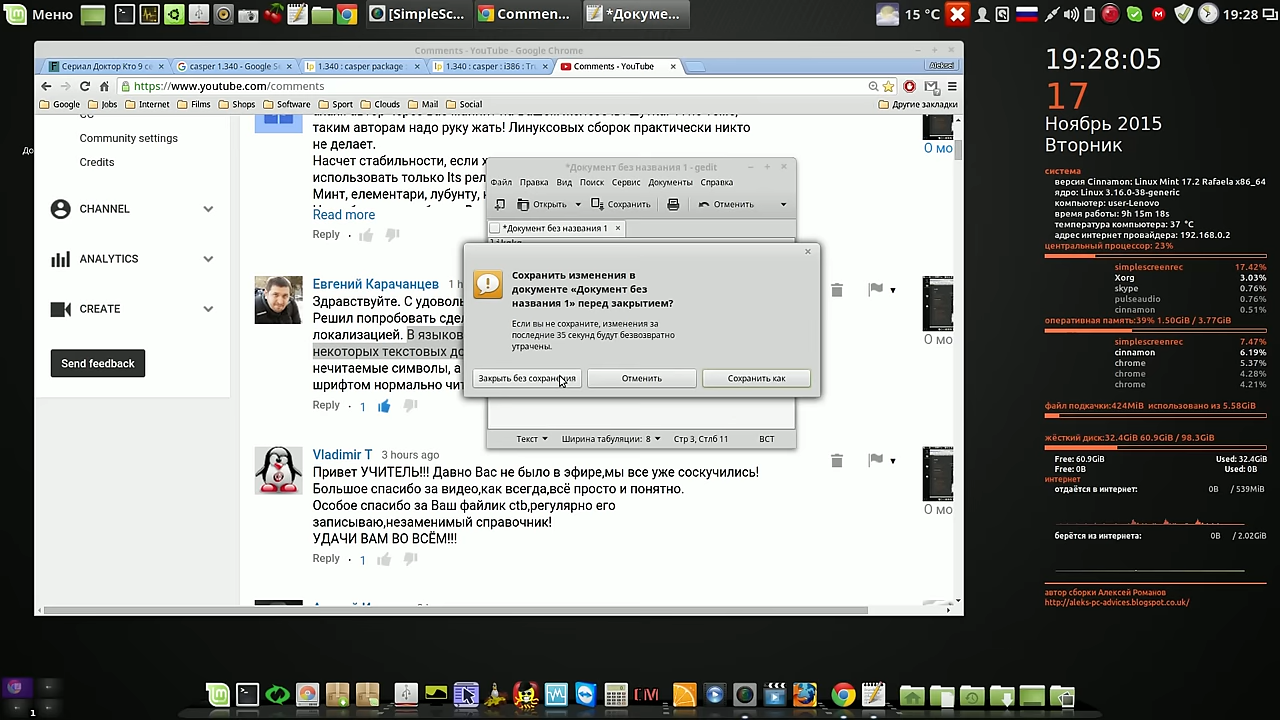 Меню
[SimpleSc...
Commen...
*Докуме...
15 °C
19:28
Comments - YouTube - Google Chrome
Сериал Доктор Кто 9 се
casper 1.340 - Google S
1.340 : casper package
1.340 : casper : i386 : Tr
Comments - YouTube
Aleksei
https://www.youtube.com/comments
Google
Jobs
Internet
Films
Shops
Software
Sport
Clouds
Mail
Social
Другие закладки
Community settings
Credits
CHANNEL
ANALYTICS
CREATE
Send feedback
таким авторам надо руку жать! Линуксовых сборок практически никто
не делает.
Насчет стабильности, если х
использовать только lts рел
Минт, елементари, лубунту, к
Read more
Reply
0 мо
Евгений Карачанцев 1 h
Здравствуйте. С удоволь
Решил попробовать сдел
локализацией. В языков
некоторых текстовых до
нечитаемые символы, а
шрифтом нормально чит
Reply 1
0 мо
Vladimir T 3 hours ago
Привет УЧИТЕЛЬ!!! Давно Вас не было в эфире,мы все уже соскучились!
Большое спасибо за видео,как всегда,всё просто и понятно.
Особое спасибо за Ваш файлик ctb,регулярно его
записываю,незаменимый справочник!
УДАЧИ ВАМ ВО ВСЁМ!!!
Reply 1
0 мо
*Документ без названия 1 - gedit
Файл Правка Вид Поиск Сервис Документы Справка
Открыть
Сохранить
Отменить
*Документ без названия 1
Сохранить изменения в
документе «Документ без
названия 1» перед закрытием?
Если вы не сохраните, изменения за
последние 35 секунд будут безвозвратно
утрачены.
Закрыть без сохранения
Отменить
Сохранить как
Текст
Ширина табуляции: 8
Стр 3, Стлб 11
ВСТ
19:28:05
17
Ноябрь 2015
Вторник
система
версия Cinnamon: Linux Mint 17.2 Rafaela x86_64
ядро: Linux 3.16.0-38-generic
компьютер: user-Lenovo
время работы: 9h 15m 18s
температура компьютера: 37 °C
адрес интернет провайдера: 192.168.0.2
центральный процессор: 23%
simplescreenrec 17.42%
Xorg 3.03%
skype 0.76%
pulseaudio 0.76%
cinnamon 0.51%
оперативная память:39% 1.50GiB / 3.77GiB
simplescreenrec 7.47%
cinnamon 6.19%
chrome 5.37%
chrome 4.28%
chrome 4.21%
файл подкачки:424MiB использовано из 5.58GiB
жёсткий диск:32.4GiB 60.9GiB / 98.3GiB
Free: 60.9GiB Used: 32.4GiB
Free: 0B Used: 0B
интернет
отдаётся в интернет: 0B / 539MiB
берётся из интернета: 0B / 2.02GiB
автор сборки Алексей Романов
http://aleks-pc-advices.blogspot.co.uk/
1